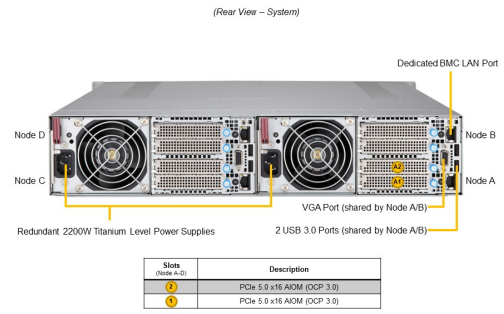 (Rear View – System)
Dedicated BMC LAN Port
Node D
Node B
Node C
A2
A1
Node A
VGA Port (shared by Node A/B)
Redundant 2200W Titanium Level Power Supplies
2 USB 3.0 Ports (shared by Node A/B)
Slots
(Node A-D)
Description
2
PCIe 5.0 x16 AIOM (OCP 3.0)
1
PCIe 5.0 x16 AIOM (OCP 3.0)